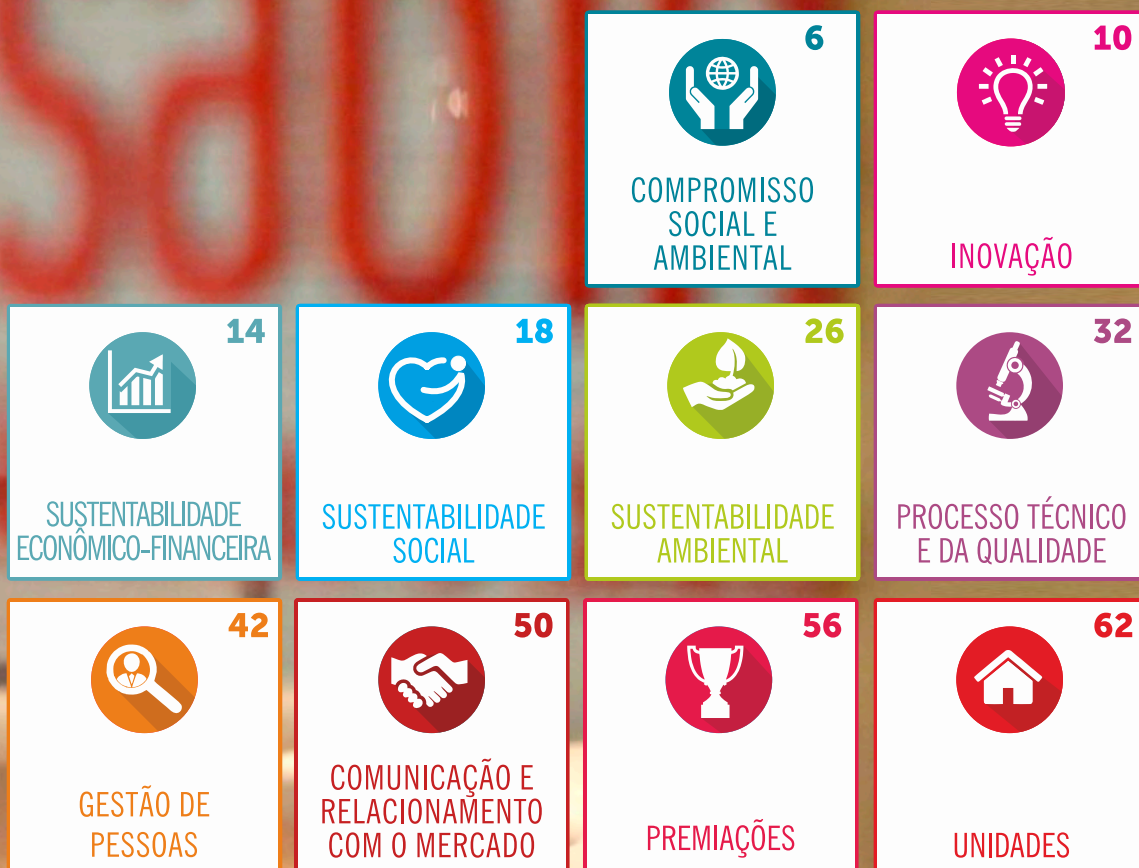 6
COMPROMISSO
SOCIAL E
AMBIENTAL
10
INOVAÇÃO
14
SUSTENTABILIDADE
ECONÔMICO-FINANCEIRA
18
SUSTENTABILIDADE
SOCIAL
26
SUSTENTABILIDADE
AMBIENTAL
32
PROCESSO TÉCNICO
E DA QUALIDADE
42
GESTÃO DE
PESSOAS
50
COMUNICAÇÃO E
RELACIONAMENTO
COM O MERCADO
56
PREMIAÇÕES
62
UNIDADES